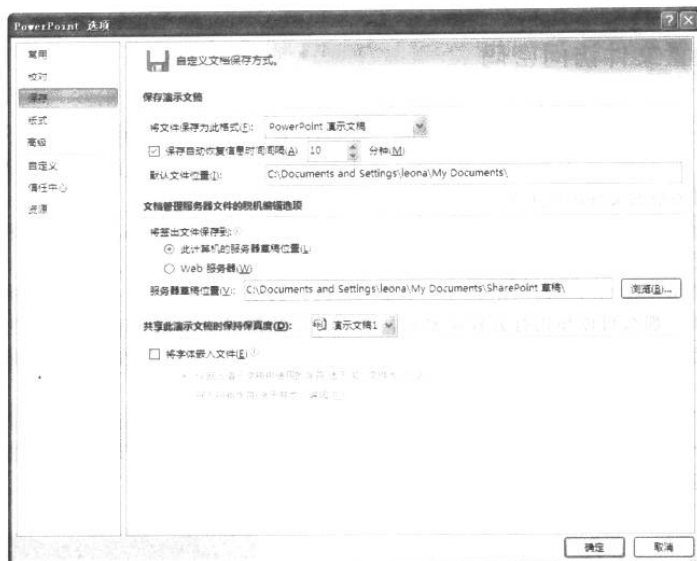 PowerPoint 选项
常用
校对
保存
版式
高级
自定义
信任中心
资源
自定义文档保存方式。
保存演示文稿
将文件保存为此格式(F): PowerPoint 演示文稿
保存自动恢复信息时间间隔(A) 10 分钟(M)
默认文件位置(I): C:\Documents and Settings\leona\My Documents\
文档管理服务器文件的脱机编辑选项
将签出文件保存到:
此计算机的服务器草稿位置(L)
Web 服务器(W)
服务器草稿位置(V): C:\Documents and Settings\leona\My Documents\SharePoint 草稿\ 浏览(B)...
共享此演示文稿时保持保真度(D): 演示文稿1
将字体嵌入文件(E)
确定 取消